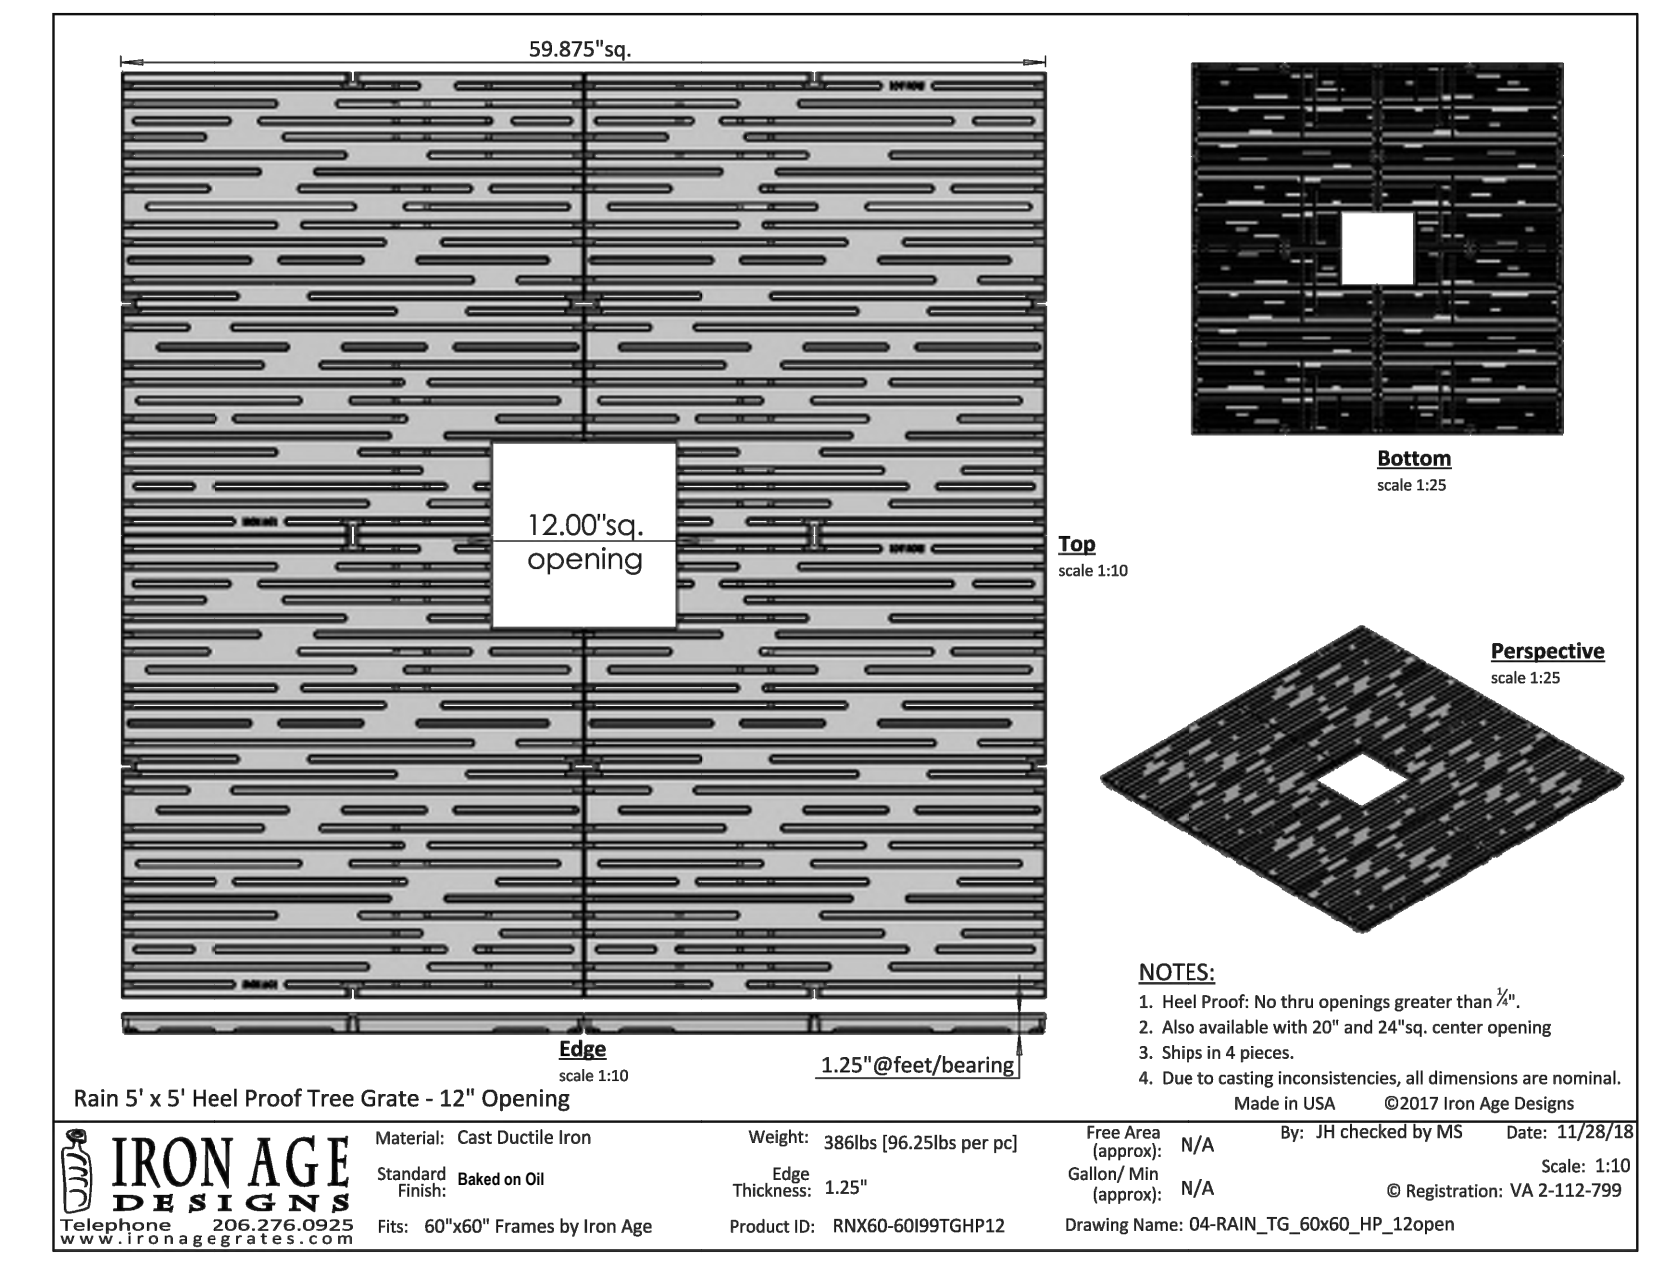 59.875"sq.
12.00"sq.
opening
Top
scale 1:10
Bottom
scale 1:25
Perspective
scale 1:25
Edge
scale 1:10
1.25"@feet/bearing
NOTES:
1. Heel Proof: No thru openings greater than ¼".
2. Also available with 20" and 24"sq. center opening
3. Ships in 4 pieces.
4. Due to casting inconsistencies, all dimensions are nominal.
Made in USA ©2017 Iron Age Designs
Rain 5' x 5' Heel Proof Tree Grate - 12" Opening
IRON AGE
DESIGNS
Telephone 206.276.0925
www.ironagegrates.com
Material: Cast Ductile Iron
Standard
Finish: Baked on Oil
Fits: 60"x60" Frames by Iron Age
Weight: 386lbs [96.25lbs per pc]
Edge
Thickness: 1.25"
Product ID: RNX60-60I99TGHP12
Free Area
(approx): N/A
Gallon/ Min
(approx): N/A
By: JH checked by MS Date: 11/28/18
Scale: 1:10
© Registration: VA 2-112-799
Drawing Name: 04-RAIN_TG_60x60_HP_12open